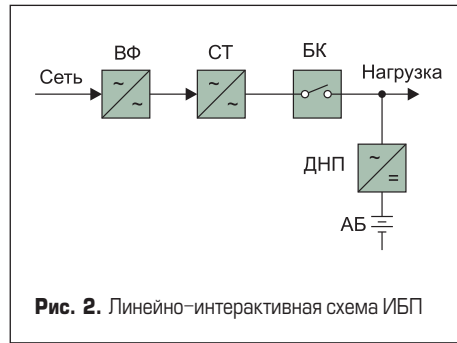 ВФ СТ БК
Сеть Нагрузка
~ ~ ~ ~
ДНП ~ =
АБ
Рис. 2. Линейно-интерактивная схема ИБП